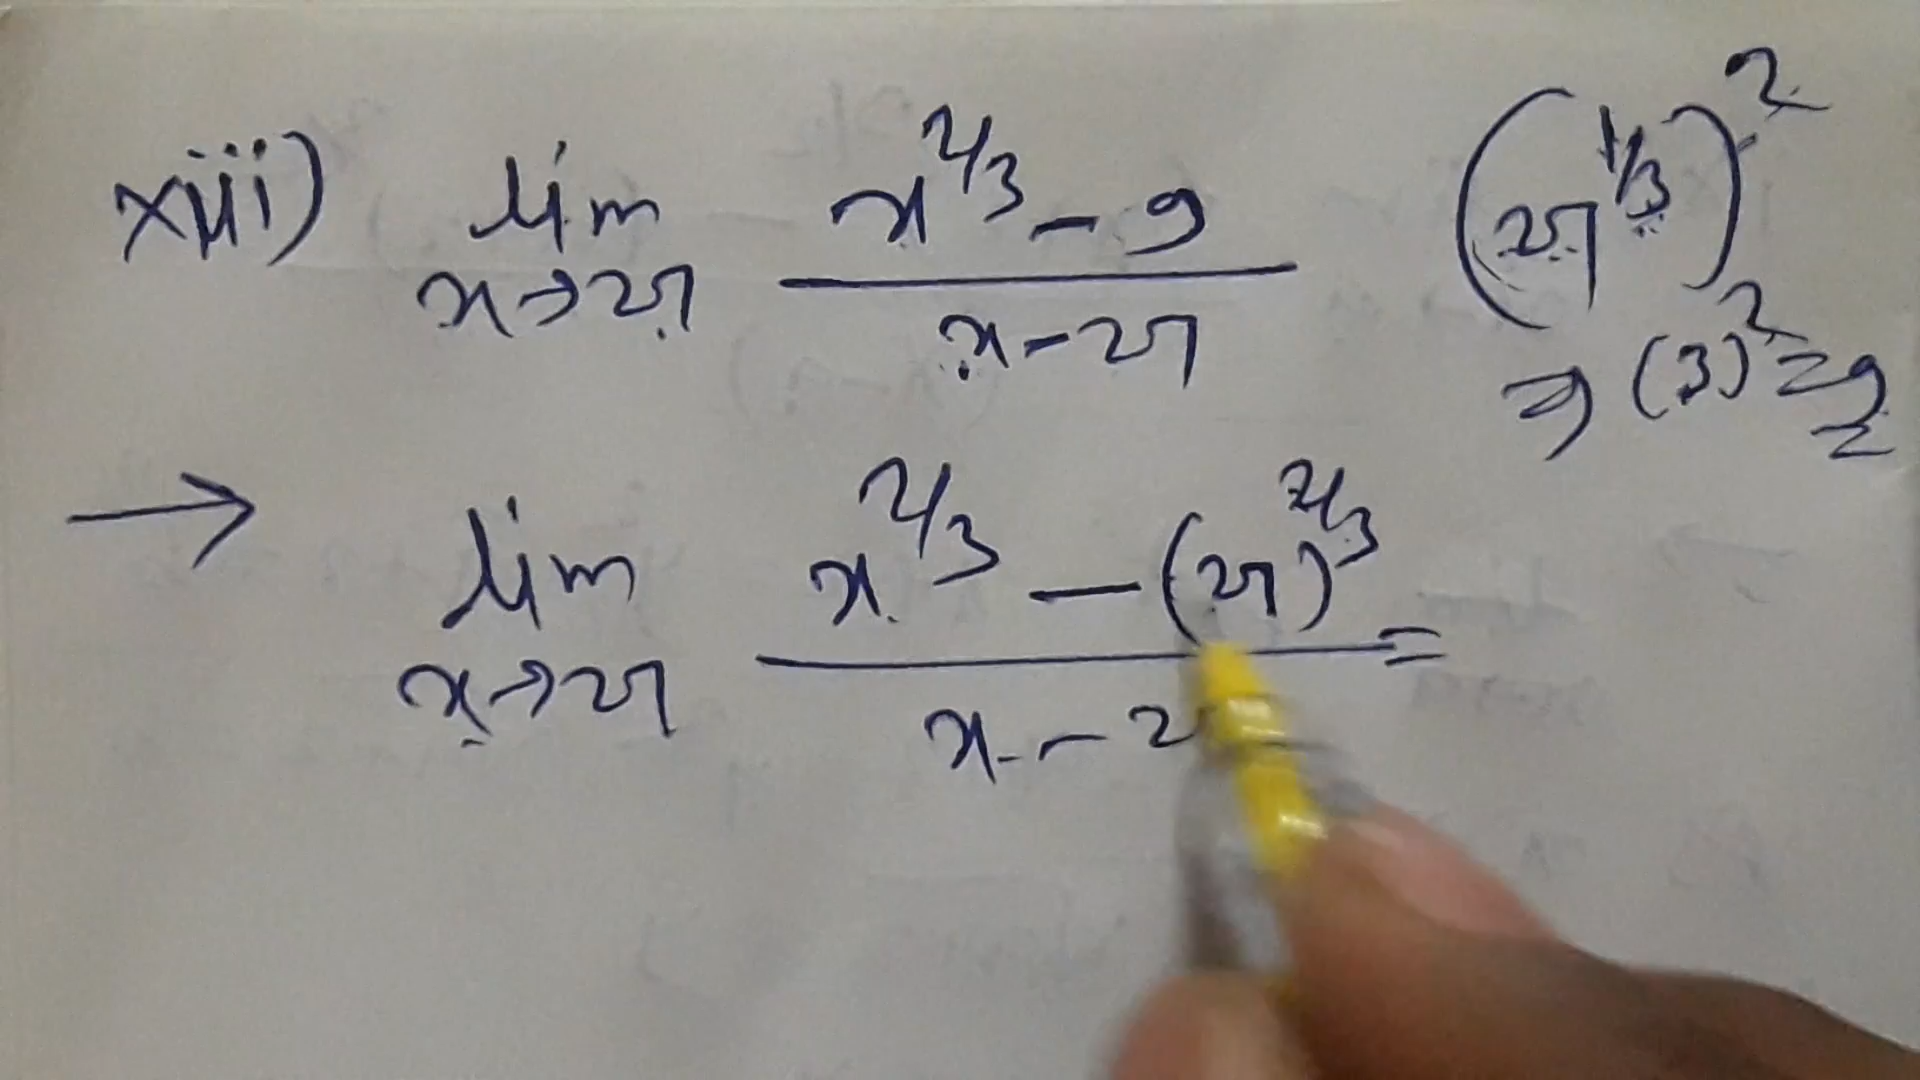 xiii) lim x→27 (x^2/3 - 9)/(x - 27)
(27^1/3)^2
⇒ (3)^2 = 9
→ lim x→27 (x^2/3 - (27)^2/3)/(x - 2 =